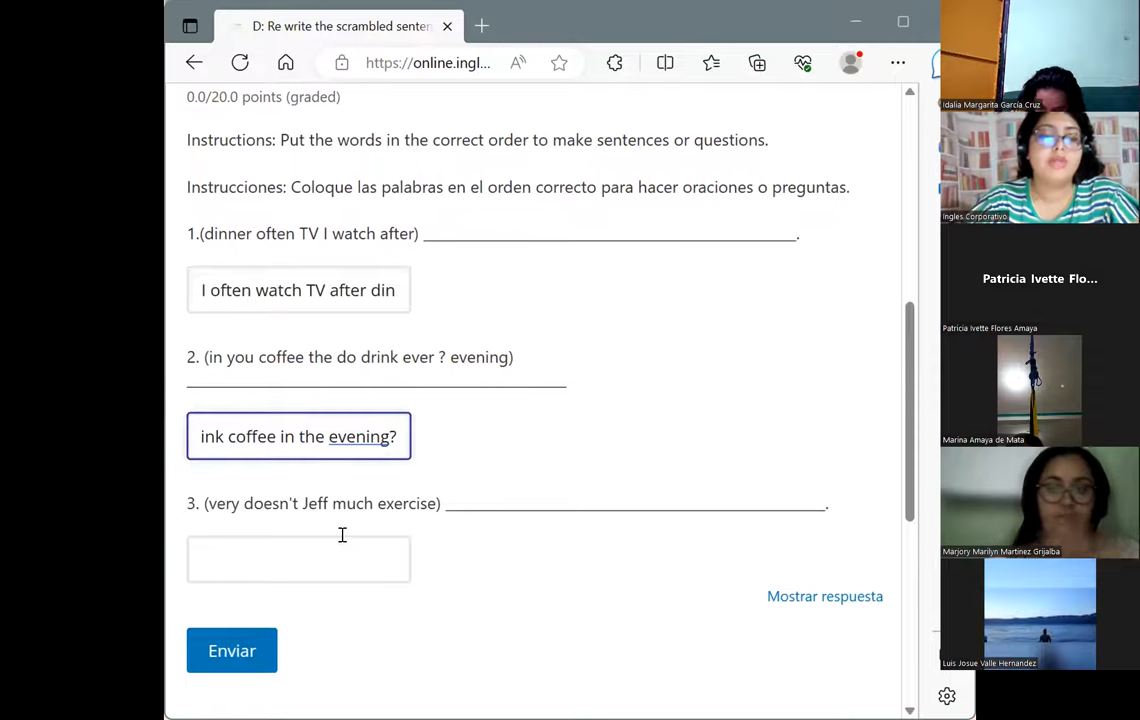 D: Re write the scrambled senten
https://online.ingl...
0.0/20.0 points (graded)
Instructions: Put the words in the correct order to make sentences or questions.
Instrucciones: Coloque las palabras en el orden correcto para hacer oraciones o preguntas.
1.(dinner often TV I watch after) ________________________________________.
I often watch TV after din
2. (in you coffee the do drink ever ? evening)
________________________________________
ink coffee in the evening?
3. (very doesn't Jeff much exercise) ________________________________________.
Mostrar respuesta
Enviar
Idalia Margarita García Cruz
Ingles Corporativo
Patricia Ivette Flo...
Patricia Ivette Flores Amaya
Marina Amaya de Mata
Marjory Marilyn Martinez Grijalba
Luis Josue Valle Hernandez